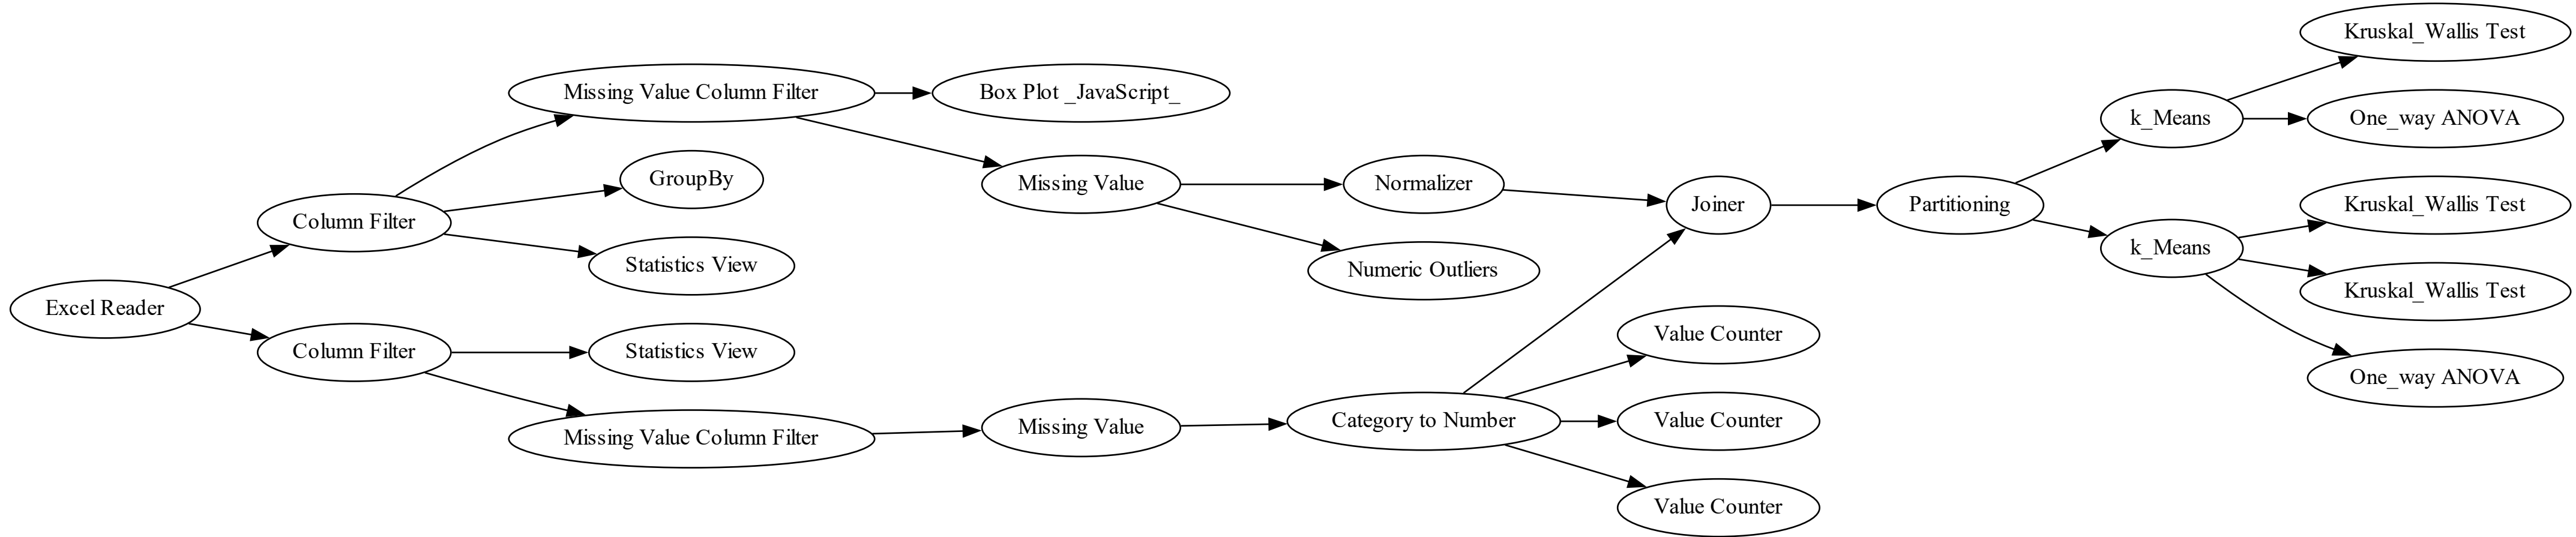 Excel Reader
Column Filter
Column Filter
Missing Value Column Filter
GroupBy
Statistics View
Statistics View
Missing Value Column Filter
Box Plot _JavaScript_
Missing Value
Missing Value
Normalizer
Numeric Outliers
Category to Number
Joiner
Value Counter
Value Counter
Value Counter
Partitioning
k_Means
k_Means
Kruskal_Wallis Test
One_way ANOVA
Kruskal_Wallis Test
Kruskal_Wallis Test
One_way ANOVA